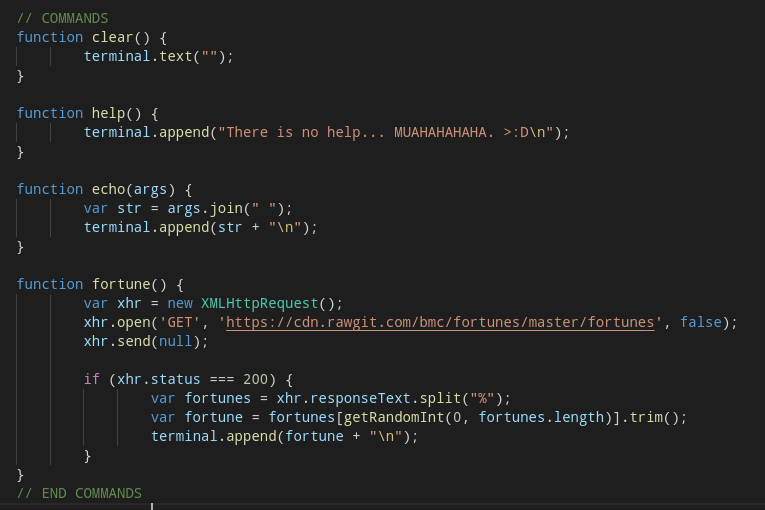 // COMMANDS
function clear() {
        terminal.text("");
}

function help() {
        terminal.append("There is no help... MUAHAHAHAHA. >:D\n");
}

function echo(args) {
        var str = args.join(" ");
        terminal.append(str + "\n");
}

function fortune() {
        var xhr = new XMLHttpRequest();
        xhr.open('GET', 'https://cdn.rawgit.com/bmc/fortunes/master/fortunes', false);
        xhr.send(null);

        if (xhr.status === 200) {
                var fortunes = xhr.responseText.split("%");
                var fortune = fortunes[getRandomInt(0, fortunes.length)].trim();
                terminal.append(fortune + "\n");
        }
}
// END COMMANDS